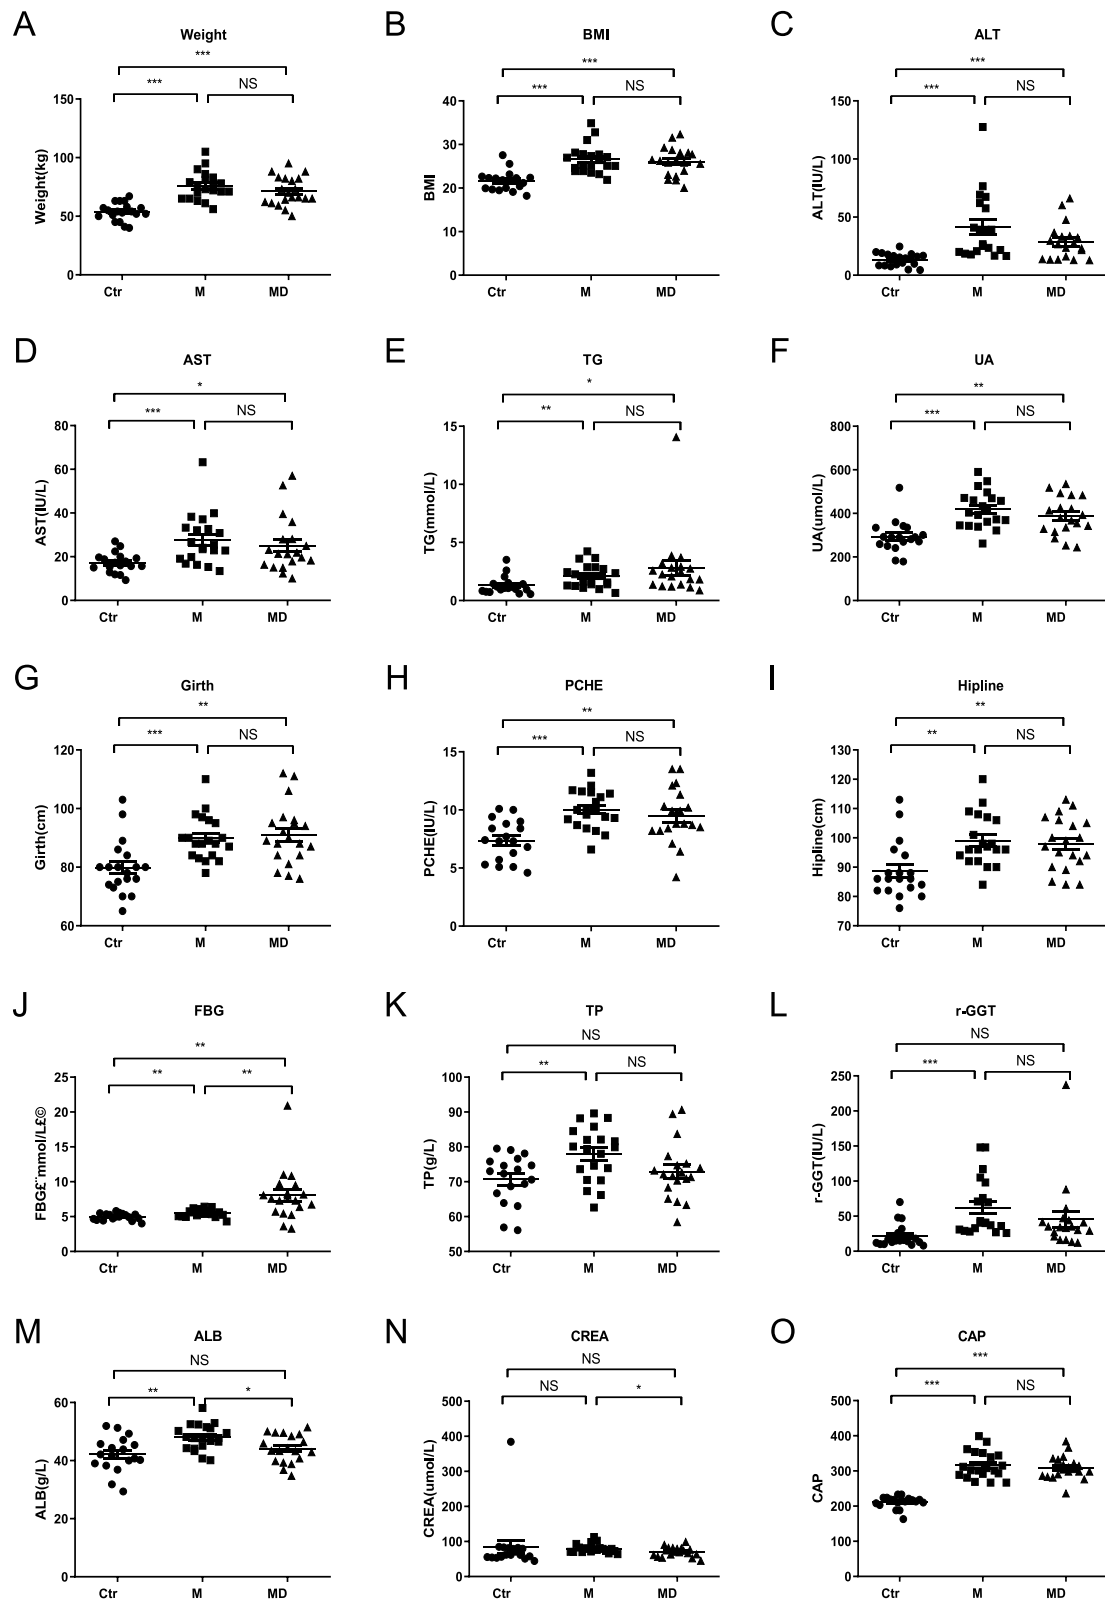 A
Weight
***
***
NS
Weight(kg)
150
100
50
0
Ctr
M
MD
B
BMI
***
***
NS
BMI
40
30
20
10
0
Ctr
M
MD
C
ALT
***
***
NS
ALT(IU/L)
150
100
50
0
Ctr
M
MD
D
AST
*
***
NS
AST(IU/L)
80
60
40
20
0
Ctr
M
MD
E
TG
*
**
NS
TG(mmol/L)
15
10
5
0
Ctr
M
MD
F
UA
**
***
NS
UA(umol/L)
800
600
400
200
0
Ctr
M
MD
G
Girth
**
***
NS
Girth(cm)
120
100
80
60
Ctr
M
MD
H
PCHE
**
***
NS
PCHE(IU/L)
15
10
5
0
Ctr
M
MD
I
Hipline
**
**
NS
Hipline(cm)
130
120
110
100
90
80
70
Ctr
M
MD
J
FBG
**
**
**
FBG£¨mmol/L£©
25
20
15
10
5
0
Ctr
M
MD
K
TP
NS
**
NS
TP(g/L)
100
90
80
70
60
50
Ctr
M
MD
L
r-GGT
NS
***
NS
r-GGT(IU/L)
250
200
150
100
50
0
Ctr
M
MD
M
ALB
NS
**
*
ALB(g/L)
60
40
20
0
Ctr
M
MD
N
CREA
NS
NS
*
CREA(umol/L)
500
400
300
200
100
0
Ctr
M
MD
O
CAP
***
***
NS
CAP
500
400
300
200
100
0
Ctr
M
MD